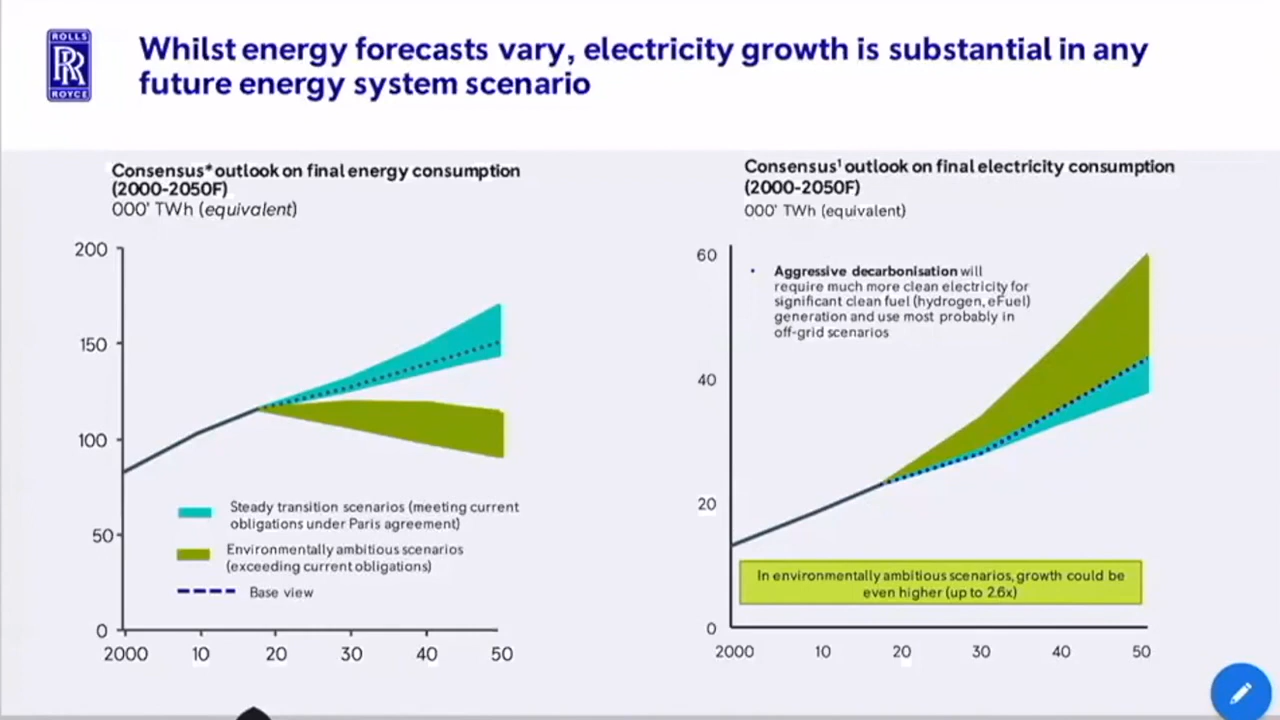 ROLLS
RR
ROYCE
Whilst energy forecasts vary, electricity growth is substantial in any
future energy system scenario
Consensus* outlook on final energy consumption
(2000-2050F)
000' TWh (equivalent)
200
150
100
50
0
2000 10 20 30 40 50
Steady transition scenarios (meeting current
obligations under Paris agreement)
Environmentally ambitious scenarios
(exceeding current obligations)
Base view
Consensus¹ outlook on final electricity consumption
(2000-2050F)
000' TWh (equivalent)
60
40
20
0
2000 10 20 30 40 50
• Aggressive decarbonisation will
require much more clean electricity for
significant clean fuel (hydrogen, eFuel)
generation and use most probably in
off-grid scenarios
In environmentally ambitious scenarios, growth could be
even higher (up to 2.6x)